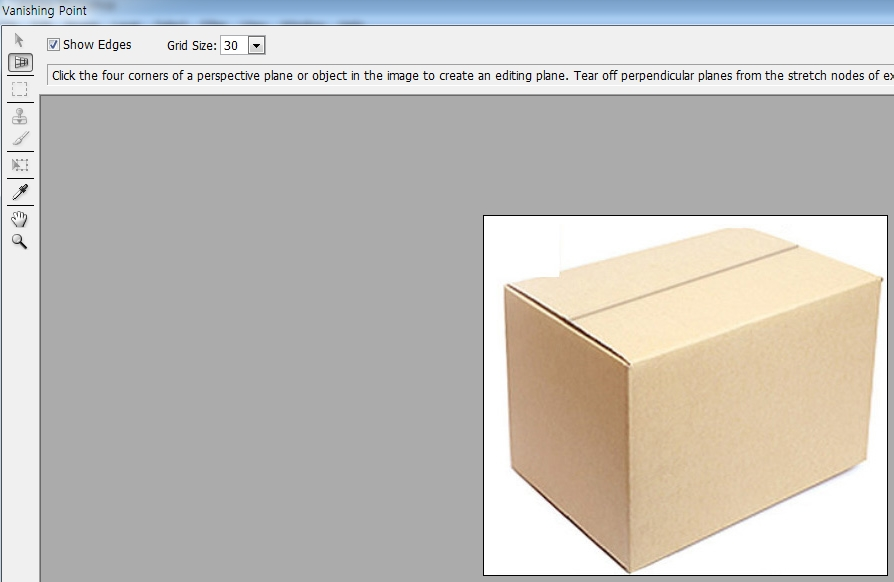 Vanishing Point
Show Edges Grid Size: 30
Click the four corners of a perspective plane or object in the image to create an editing plane. Tear off perpendicular planes from the stretch nodes of ex